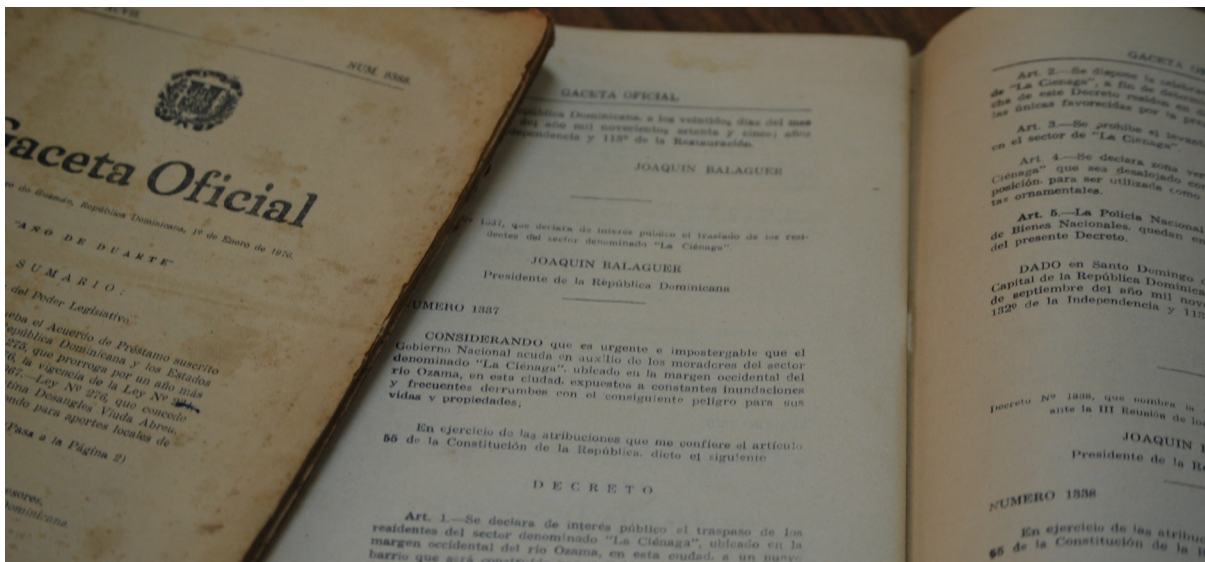 NUM. 9388.
Gaceta Oficial
de Guzmán, República Dominicana, 1º de Enero de 1976.
"AÑO DE DUARTE"
SUMARIO:
del Poder Legislativo
el Acuerdo de Préstamo suscrito
República Dominicana y los Estados
275, que prorroga por un año más
la vigencia de la Ley Nº
Ley Nº 276, que concede
Desangles Viuda Abreu.
para aportes locales de
Pasa a la Página 2)
GACETA OFICIAL
Dominicana, a los veintidós días del mes
del año mil novecientos setenta y cinco; años
y 113º de la Restauración.
JOAQUIN BALAGUER
1337, que declara de interés público el traslado de los resi-
dentes del sector denominado "La Ciénaga".
JOAQUIN BALAGUER
Presidente de la República Dominicana
NUMERO 1337
CONSIDERANDO que es urgente e impostergable que el
Gobierno Nacional acuda en auxilio de los moradores del sector
denominado "La Ciénaga", ubicado en la margen occidental del
río Ozama, en esta ciudad, expuestos a constantes inundaciones
y frecuentes derrumbes con el consiguiente peligro para sus
vidas y propiedades;
En ejercicio de las atribuciones que me confiere el artículo
55 de la Constitución de la República, dicto el siguiente
DECRETO
Art. 1.—Se declara de interés público el traspaso de los
residentes del sector denominado "La Ciénaga", ubicado en la
margen occidental del río Ozama, en esta ciudad, a un nuevo
barrio que será
GACETA
Art. 2.—Se dispone la
de "La Cienaga", a fin de
de este Decreto residen en
las únicas favorecidas por la
Art. 3.—Se prohibe el
en el sector de "La Cienaga".
Art. 4.—Se declara zona
Ciénaga" que sea desalojado
posición, para ser utilizada como
tas ornamentales.
Art. 5.—La Policía Nacional
de Bienes Nacionales, quedan
del presente Decreto.
DADO en Santo Domingo
Capital de la República
de septiembre del año mil
132º de la Independencia y
Decreto Nº 1338, que nombra
ante la III Reunión de
JOAQUIN
Presidente de la
NUMERO 1338
En ejercicio de las
55 de la Constitución de la